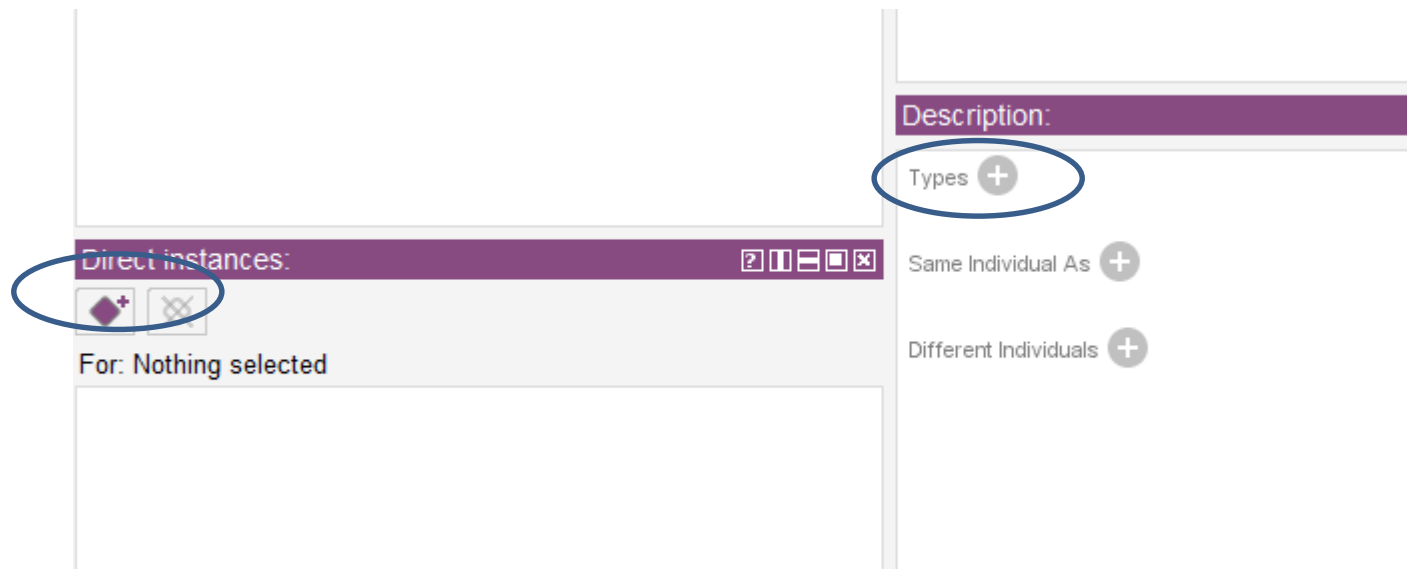 Description:
Types
Direct instances:
Same Individual As
Different Individuals
For: Nothing selected